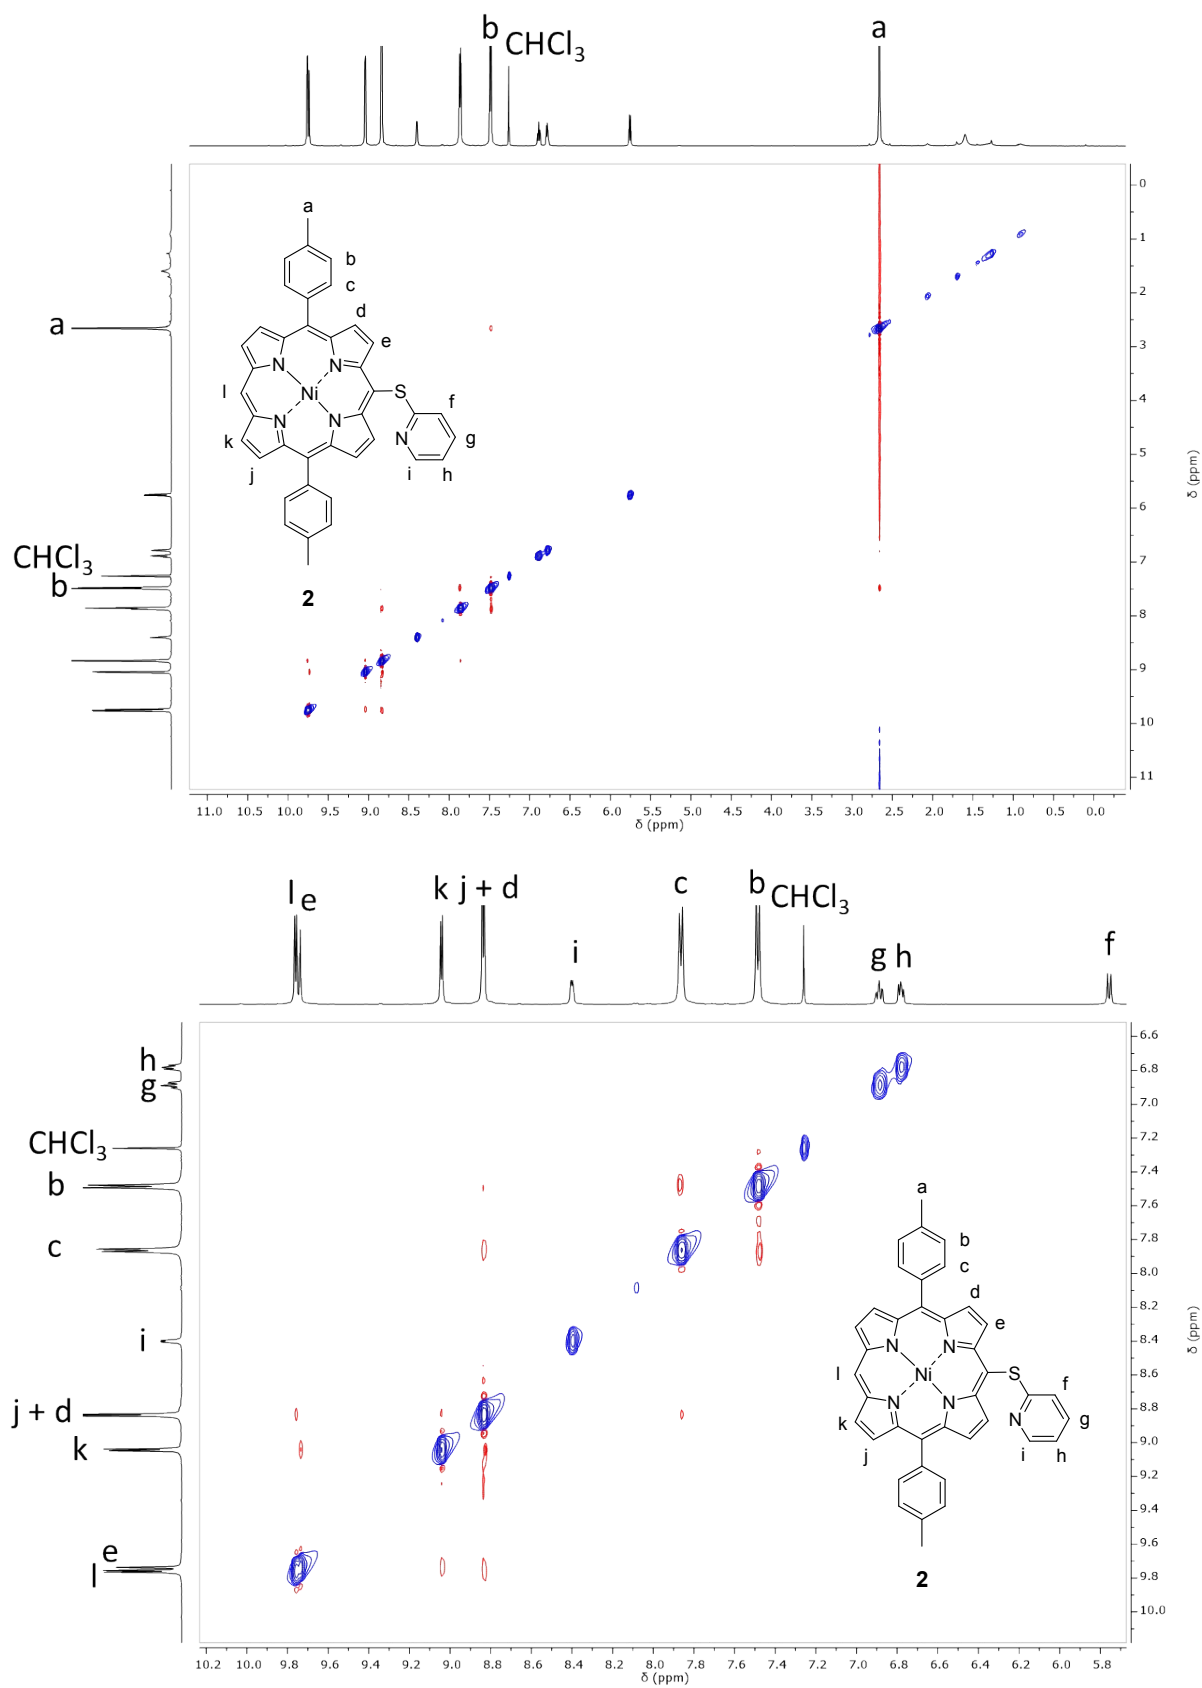 b
CHCl3
a
0
1
2
3
4
5
6
7
8
9
10
11
δ (ppm)
a
CHCl3
b
a
b
c
d
e
N N
Ni
N N
S
l
f
g
N
k
j
i h
2
11.0 10.5 10.0 9.5 9.0 8.5 8.0 7.5 7.0 6.5 6.0 5.5 5.0 4.5 4.0 3.5 3.0 2.5 2.0 1.5 1.0 0.5 0.0
δ (ppm)
l e k j + d i c b CHCl3 g h f
h
g
CHCl3
b
c
i
j + d
k
e
l
6.6
6.8
7.0
7.2
7.4
7.6
7.8
8.0
8.2
8.4
8.6
8.8
9.0
9.2
9.4
9.6
9.8
10.0
δ (ppm)
a
b
c
d
e
N N
Ni
N N
S
l
f
g
N
k
j
i h
2
10.2 10.0 9.8 9.6 9.4 9.2 9.0 8.8 8.6 8.4 8.2 8.0 7.8 7.6 7.4 7.2 7.0 6.8 6.6 6.4 6.2 6.0 5.8
δ (ppm)